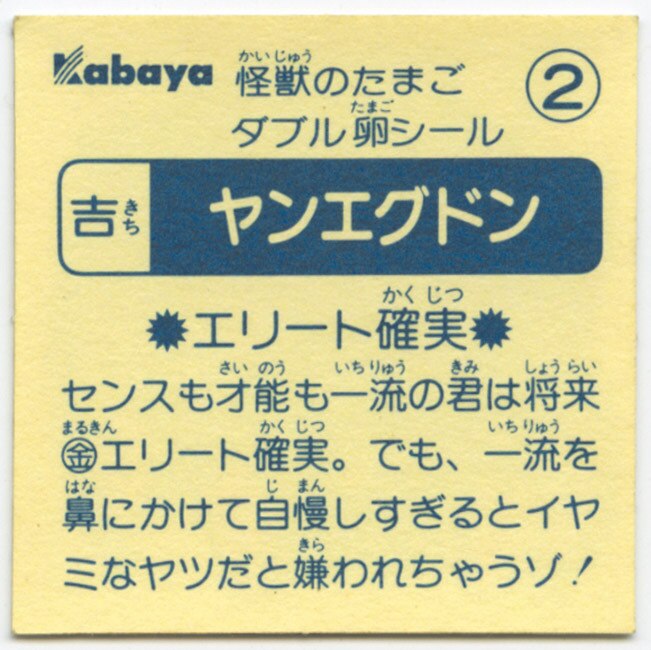 Kabaya 怪獣のたまご ②
ダブル卵シール
吉 ヤンエグドン
✹エリート確実✹
センスも才能も一流の君は将来
㊎エリート確実。でも、一流を
鼻にかけて自慢しすぎるとイヤ
ミなヤツだと嫌われちゃうゾ!